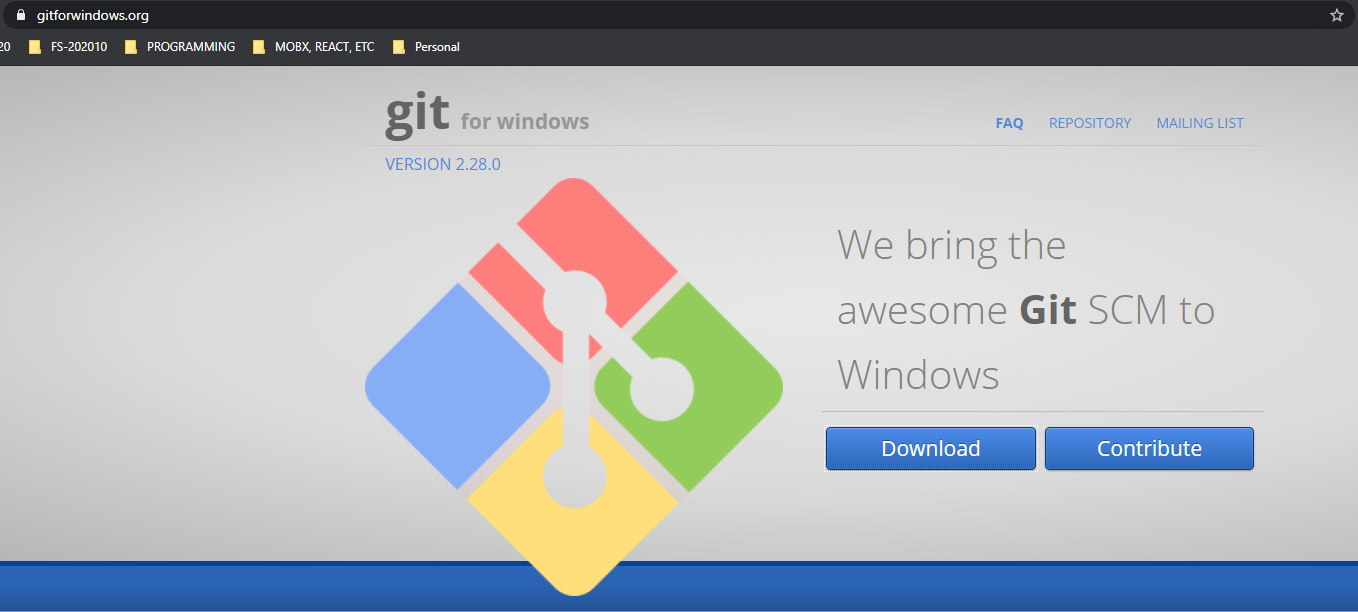 gitforwindows.org
20 FS-202010 PROGRAMMING MOBX, REACT, ETC Personal
git for windows
FAQ REPOSITORY MAILING LIST
VERSION 2.28.0
We bring the
awesome Git SCM to
Windows
Download Contribute